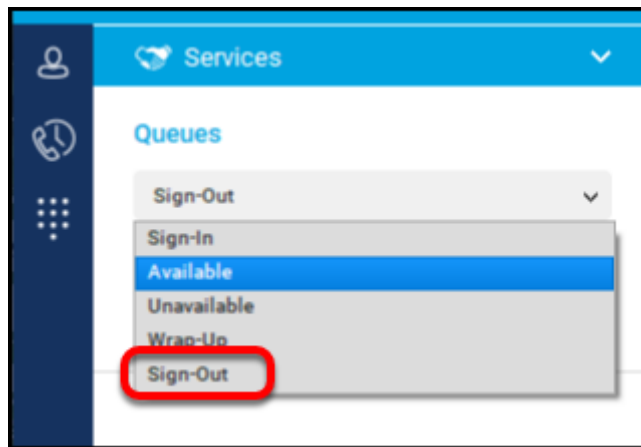 Services
Queues
Sign-Out
Sign-In
Available
Unavailable
Wrap-Up
Sign-Out